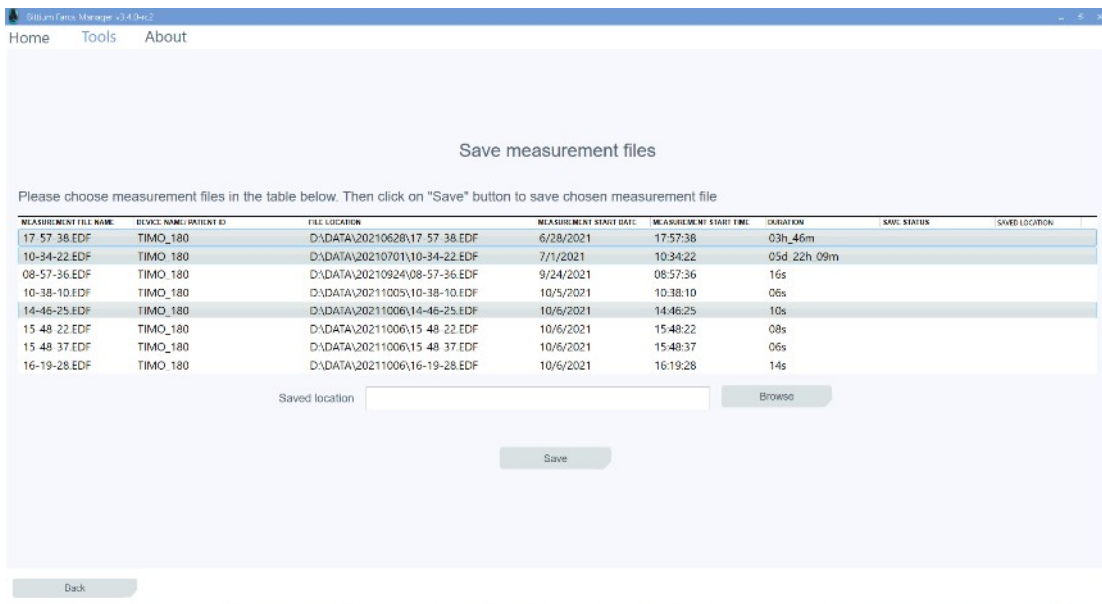 Bittium Faros Manager v3.4.0-rc2
Home Tools About
Save measurement files
Please choose measurement files in the table below. Then click on "Save" button to save chosen measurement file
MEASUREMENT FILE NAME DEVICE NAME/PATIENT ID FILE LOCATION MEASUREMENT START DATE MEASUREMENT START TIME DURATION SAVE STATUS SAVED LOCATION
17-57-38.EDF TIMO_180 D:\DATA\20210628\17-57-38.EDF 6/28/2021 17:57:38 03h_46m
10-34-22.EDF TIMO_180 D:\DATA\20210701\10-34-22.EDF 7/1/2021 10:34:22 05d_22h_09m
08-57-36.EDF TIMO_180 D:\DATA\20210924\08-57-36.EDF 9/24/2021 08:57:36 16s
10-38-10.EDF TIMO_180 D:\DATA\20211005\10-38-10.EDF 10/5/2021 10:38:10 06s
14-46-25.EDF TIMO_180 D:\DATA\20211006\14-46-25.EDF 10/6/2021 14:46:25 10s
15-48-22.EDF TIMO_180 D:\DATA\20211006\15-48-22.EDF 10/6/2021 15:48:22 08s
15-48-37.EDF TIMO_180 D:\DATA\20211006\15-48-37.EDF 10/6/2021 15:48:37 06s
16-19-28.EDF TIMO_180 D:\DATA\20211006\16-19-28.EDF 10/6/2021 16:19:28 14s
Saved location Browse
Save
Back